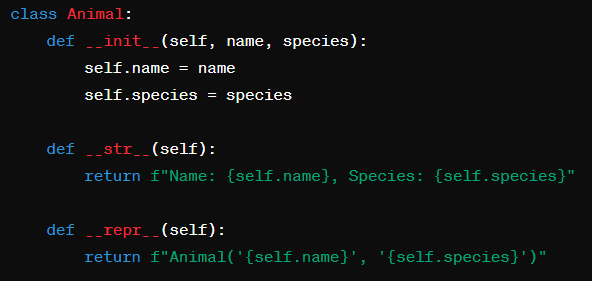 class Animal:
    def __init__(self, name, species):
        self.name = name
        self.species = species

    def __str__(self):
        return f"Name: {self.name}, Species: {self.species}"

    def __repr__(self):
        return f"Animal('{self.name}', '{self.species}')"